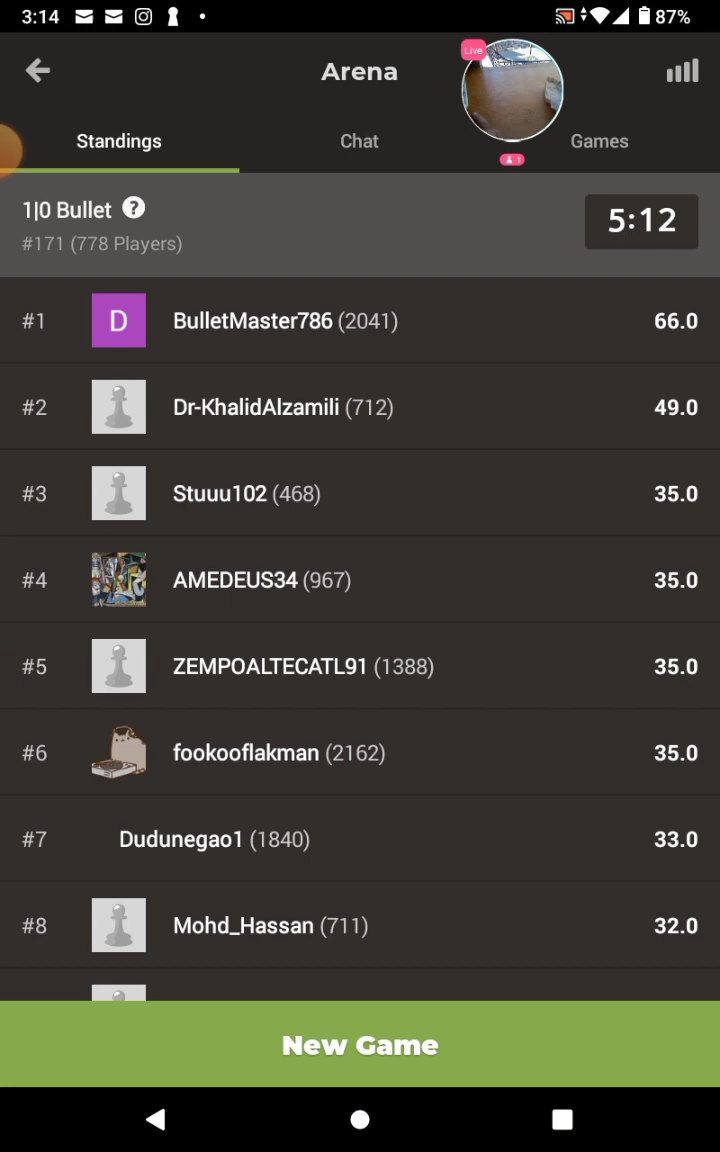 3:14 87%
Live
Arena
1
Standings Chat Games
1|0 Bullet ?
5:12
#171 (778 Players)
#1 D BulletMaster786 (2041) 66.0
#2 Dr-KhalidAlzamili (712) 49.0
#3 Stuuu102 (468) 35.0
#4 AMEDEUS34 (967) 35.0
#5 ZEMPOALTECATL91 (1388) 35.0
#6 fookooflakman (2162) 35.0
#7 Dudunegao1 (1840) 33.0
#8 Mohd_Hassan (711) 32.0
New Game